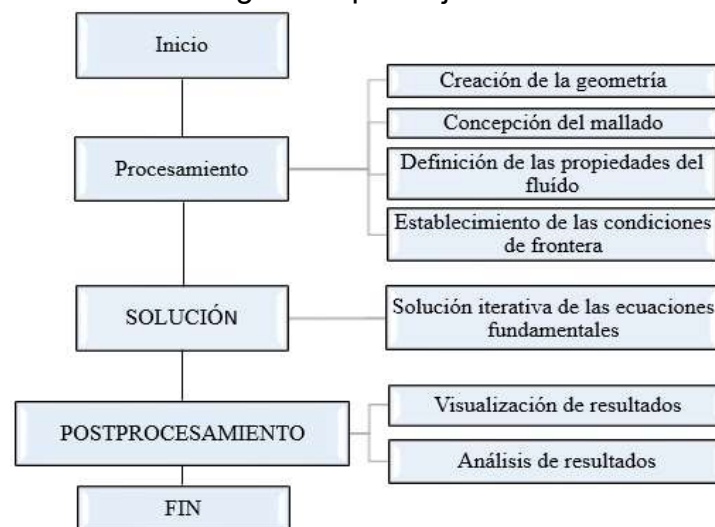 Inicio
Procesamiento
Creación de la geometría
Concepción del mallado
Definición de las propiedades del
fluído
Establecimiento de las condiciones
de frontera
SOLUCIÓN
Solución iterativa de las ecuaciones
fundamentales
POSTPROCESAMIENTO
Visualización de resultados
Análisis de resultados
FIN